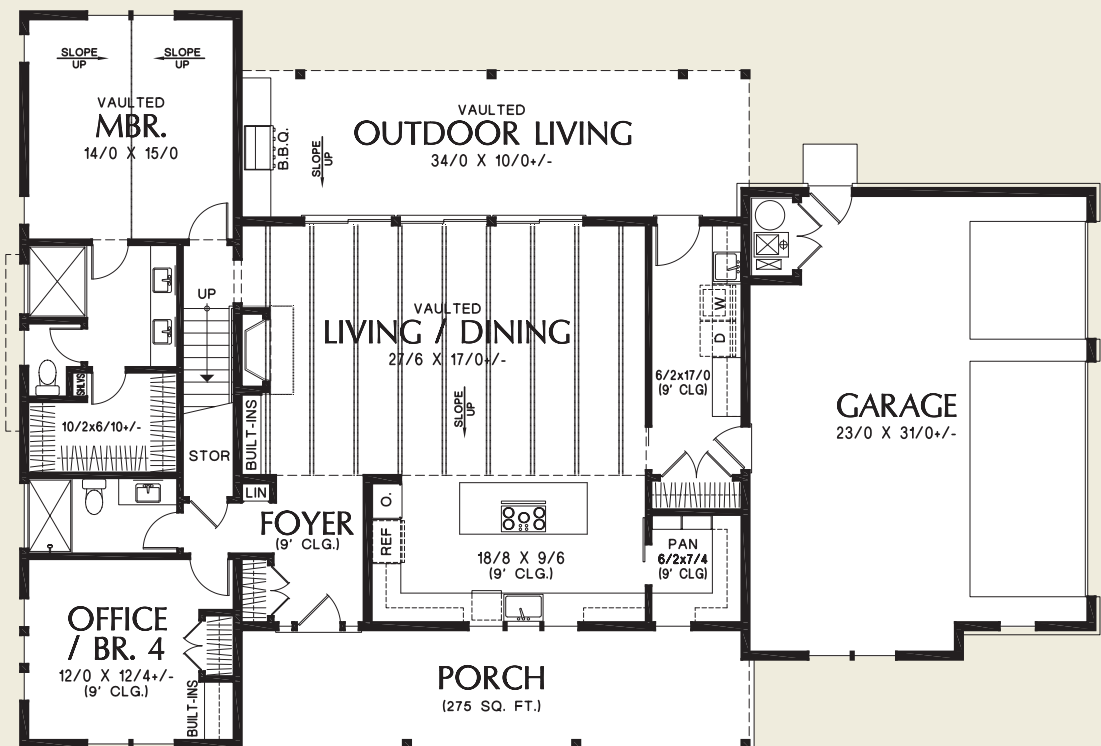 SLOPE
UP
SLOPE
UP
VAULTED
MBR.
14/0 X 15/0
B.B.Q.
SLOPE
UP
VAULTED
OUTDOOR LIVING
34/0 X 10/0+/-
UP
VAULTED
LIVING / DINING
27/6 X 17/0+/-
SLOPE
UP
W
D
6/2x17/0
(9' CLG)
GARAGE
23/0 X 31/0+/-
SHLVS
10/2x6/10+/-
STOR
BUILT-INS
LIN
FOYER
(9' CLG.)
O.
REF
18/8 X 9/6
(9' CLG.)
PAN
6/2x7/4
(9' CLG)
OFFICE
/ BR. 4
12/0 X 12/4+/-
(9' CLG.)
BUILT-INS
PORCH
(275 SQ. FT.)